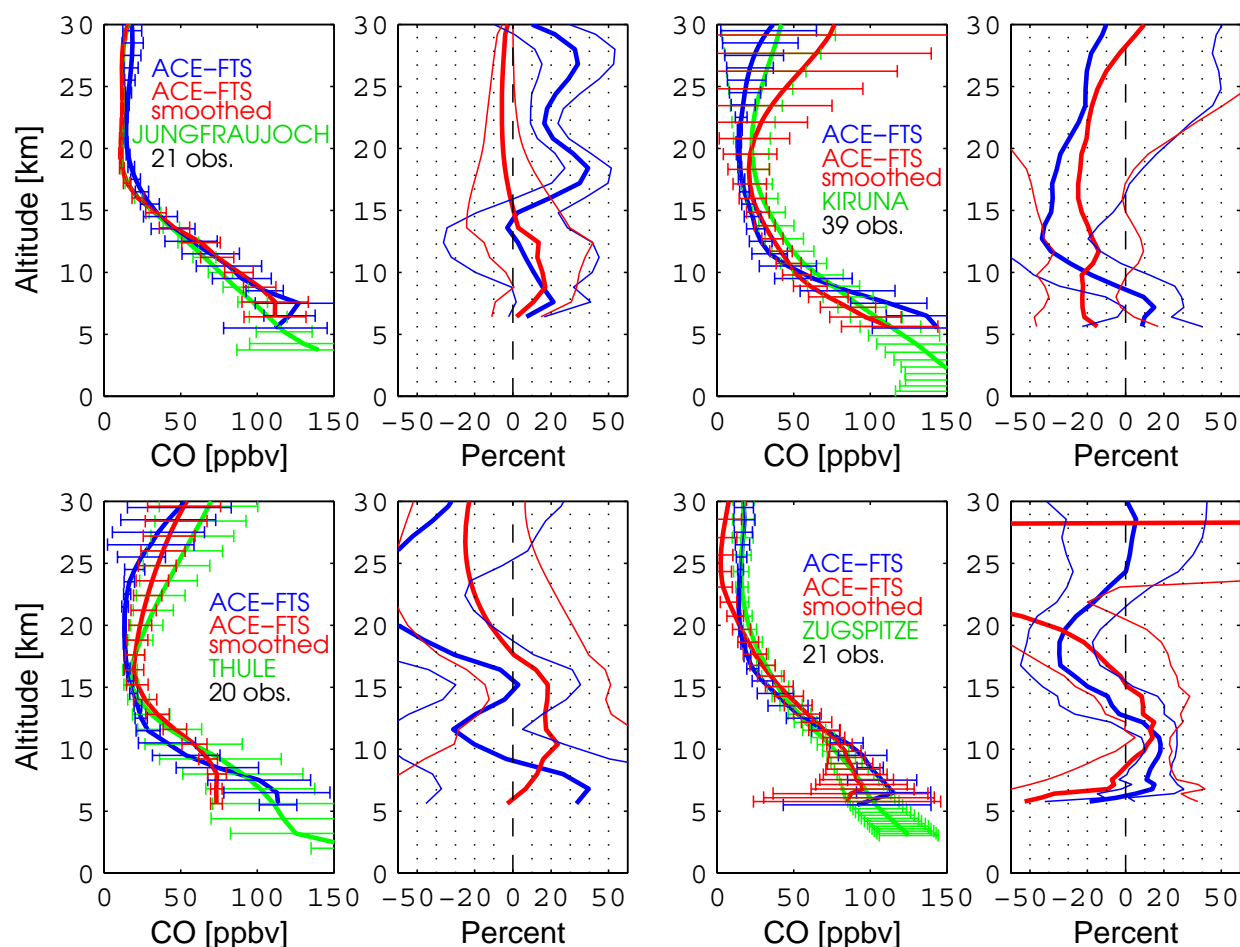 30
25
20
15
10
5
0
Altitude [km]
ACE−FTS
ACE−FTS
smoothed
JUNGFRAUJOCH
21 obs.
0 50 100 150
CO [ppbv]
30
25
20
15
10
5
0
−50 −20 0 20 50
Percent
30
25
20
15
10
5
0
ACE−FTS
ACE−FTS
smoothed
KIRUNA
39 obs.
0 50 100 150
CO [ppbv]
30
25
20
15
10
5
0
−50 −20 0 20 50
Percent
30
25
20
15
10
5
0
Altitude [km]
ACE−FTS
ACE−FTS
smoothed
THULE
20 obs.
0 50 100 150
CO [ppbv]
30
25
20
15
10
5
0
−50 −20 0 20 50
Percent
30
25
20
15
10
5
0
ACE−FTS
ACE−FTS
smoothed
ZUGSPITZE
21 obs.
0 50 100 150
CO [ppbv]
30
25
20
15
10
5
0
−50 −20 0 20 50
Percent